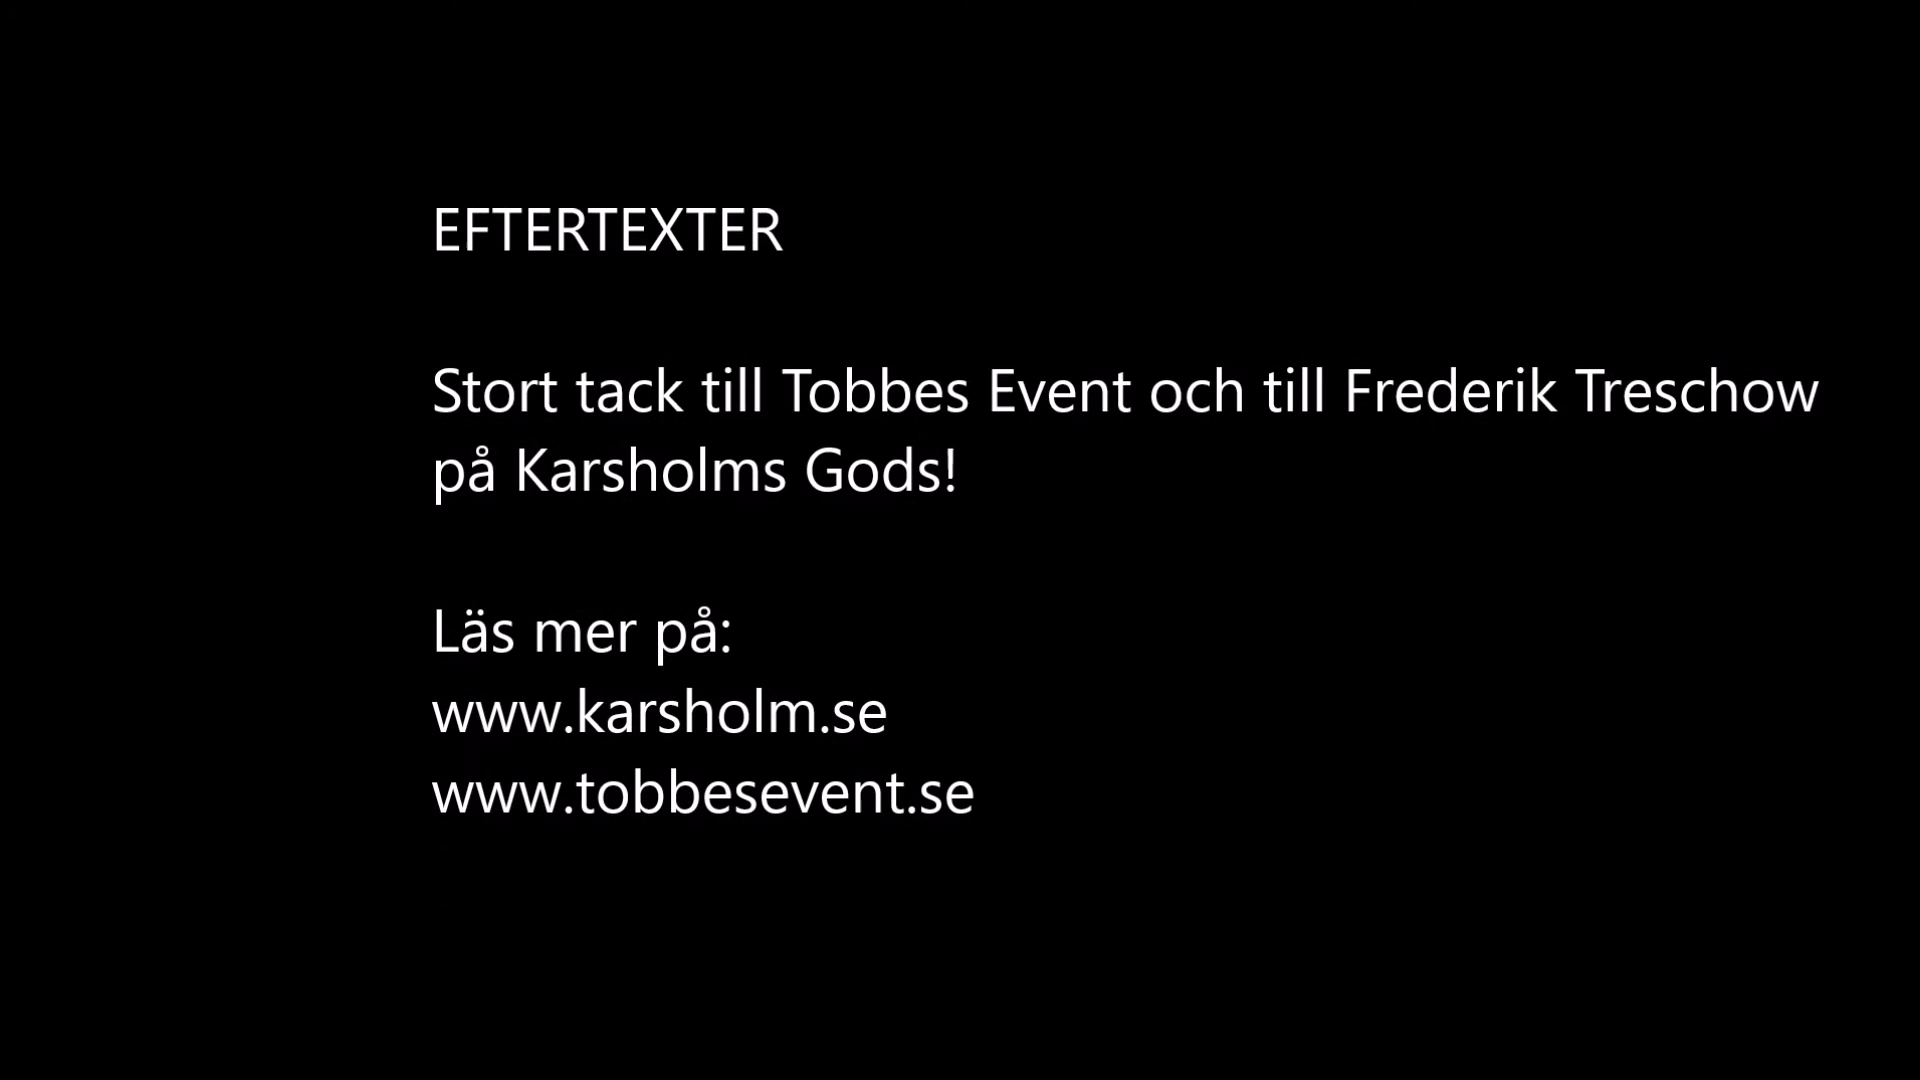 EFTERTEXTER
Stort tack till Tobbes Event och till Frederik Treschow
på Karsholms Gods!
Läs mer på:
www.karsholm.se
www.tobbesevent.se